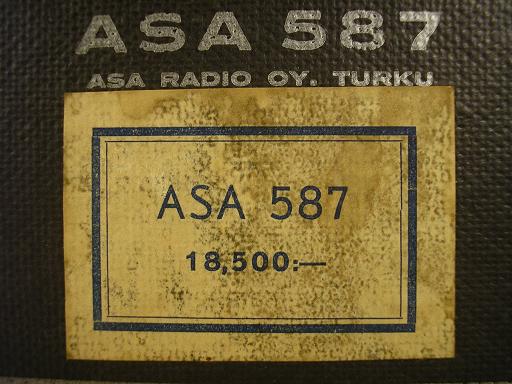 ASA 587
ASA RADIO OY. TURKU
ASA 587
18,500:—